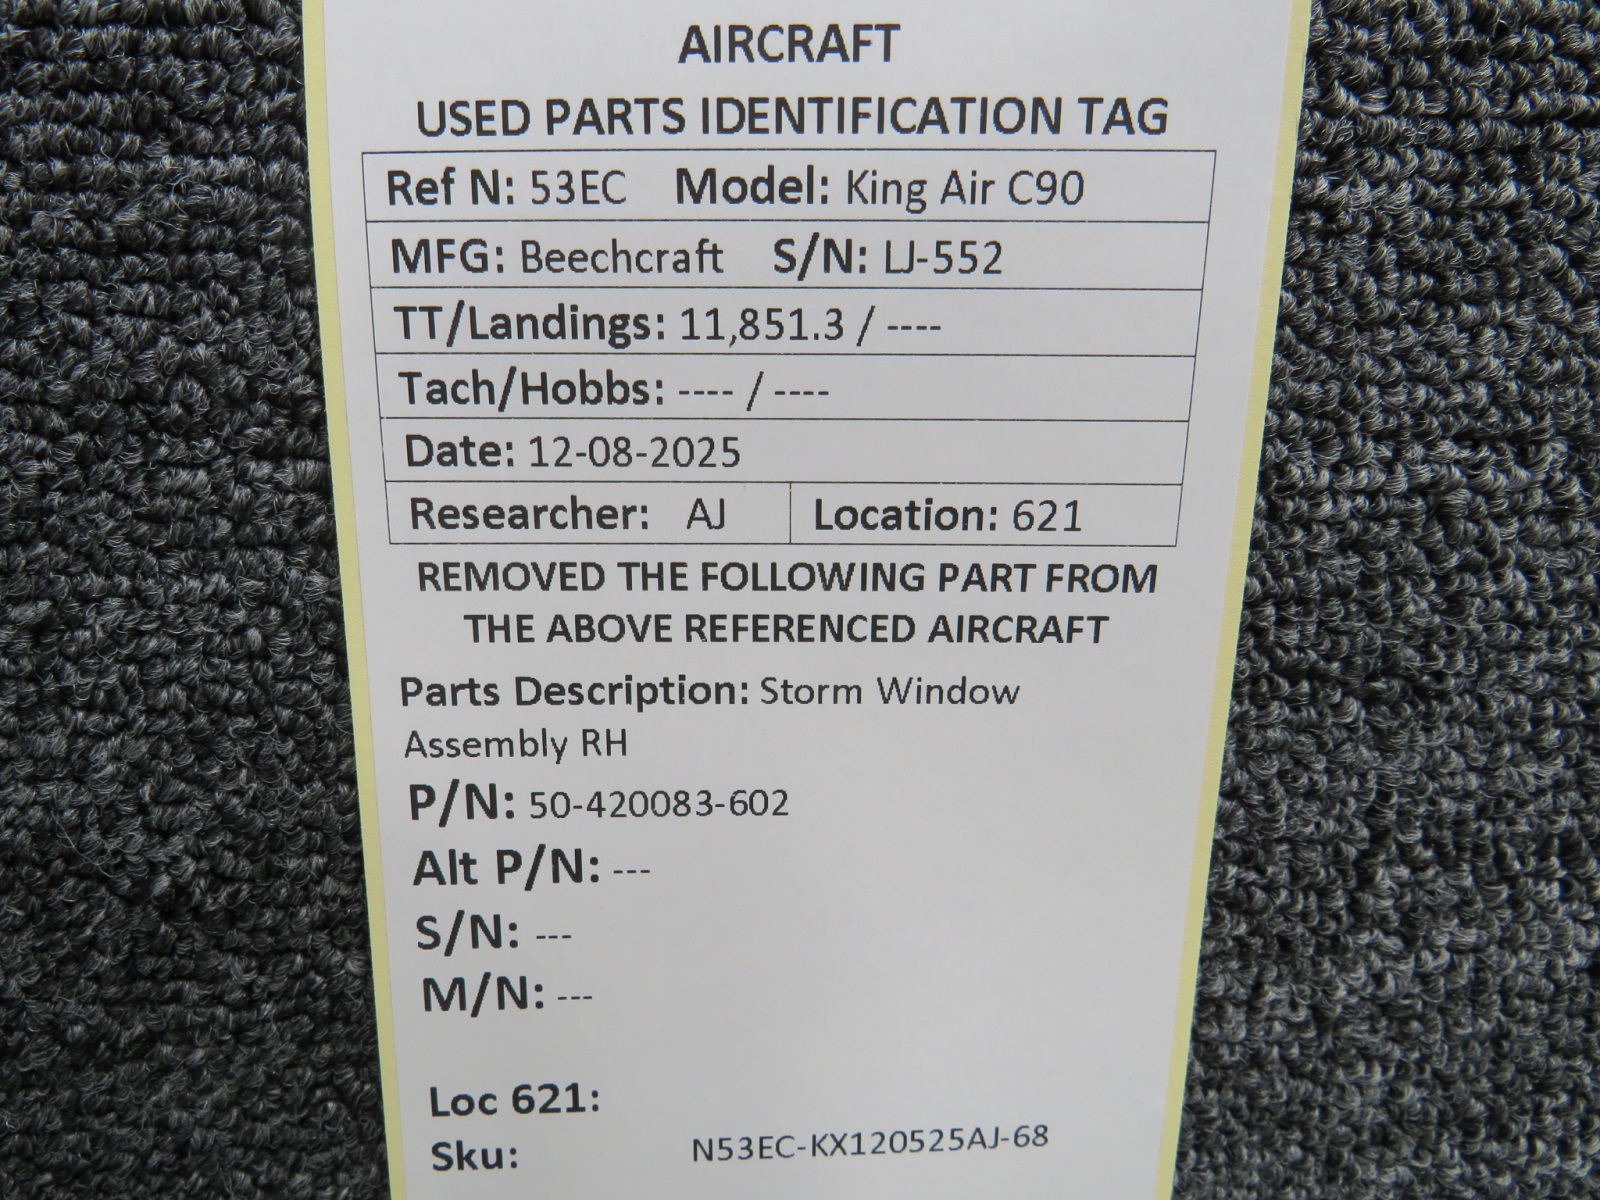 AIRCRAFT
USED PARTS IDENTIFICATION TAG
Ref N: 53EC Model: King Air C90
MFG: Beechcraft S/N: LJ-552
TT/Landings: 11,851.3 / ----
Tach/Hobbs: ---- / ----
Date: 12-08-2025
Researcher: AJ Location: 621
REMOVED THE FOLLOWING PART FROM
THE ABOVE REFERENCED AIRCRAFT
Parts Description: Storm Window
Assembly RH
P/N: 50-420083-602
Alt P/N: ---
S/N: ---
M/N: ---
Loc 621:
Sku: N53EC-KX120525AJ-68